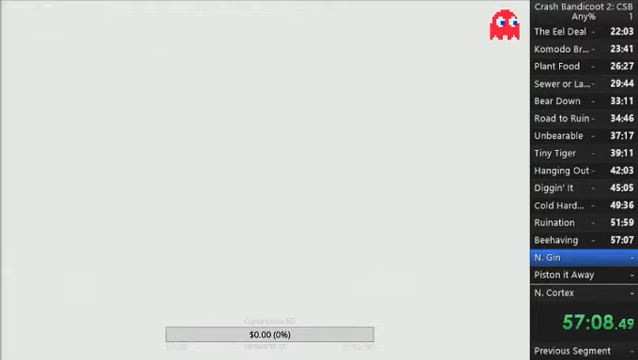 Crash Bandicoot 2: CSB
Any% 1
The Eel Deal - 22:03
Komodo Br... - 23:41
Plant Food - 26:27
Sewer or La... - 29:44
Bear Down - 33:11
Road to Ruin - 34:46
Unbearable - 37:17
Tiny Tiger - 39:11
Hanging Out - 42:03
Diggin' It - 45:05
Cold Hard... - 49:36
Ruination - 51:59
Beehaving - 57:07
N. Gin -
Piston it Away -
N. Cortex -
57:08.49
Previous Segment -
$0.00 (0%)